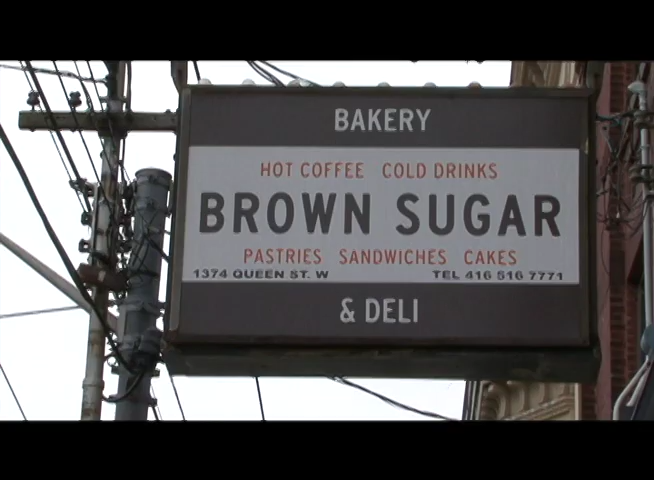 BAKERY
HOT COFFEE COLD DRINKS
BROWN SUGAR
PASTRIES SANDWICHES CAKES
1374 QUEEN ST. W TEL 416 516 7771
& DELI